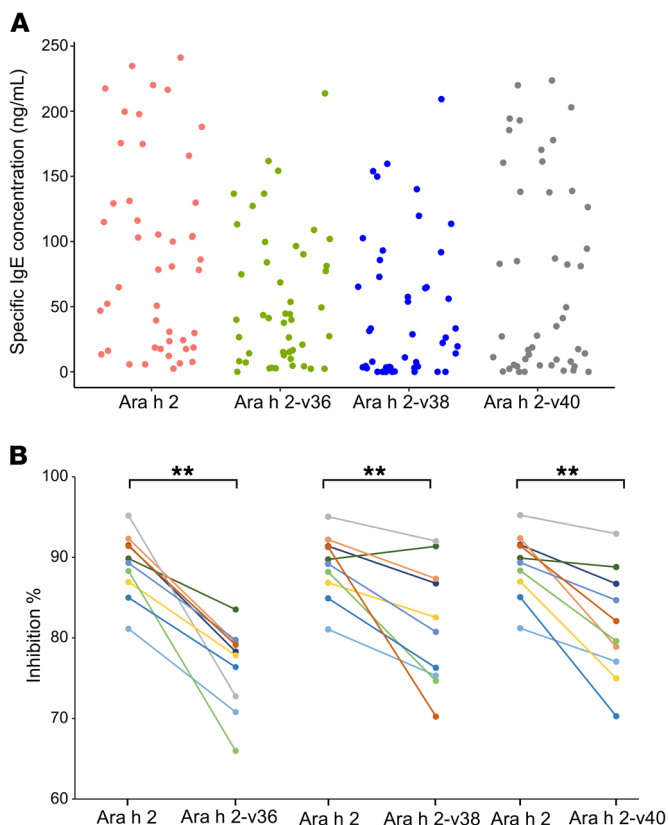 A
Specific IgE concentration (ng/mL)
250
200
150
100
50
0
Ara h 2 Ara h 2-v36 Ara h 2-v38 Ara h 2-v40
B
Inhibition %
100
90
80
70
60
** ** **
Ara h 2 Ara h 2-v36 Ara h 2 Ara h 2-v38 Ara h 2 Ara h 2-v40